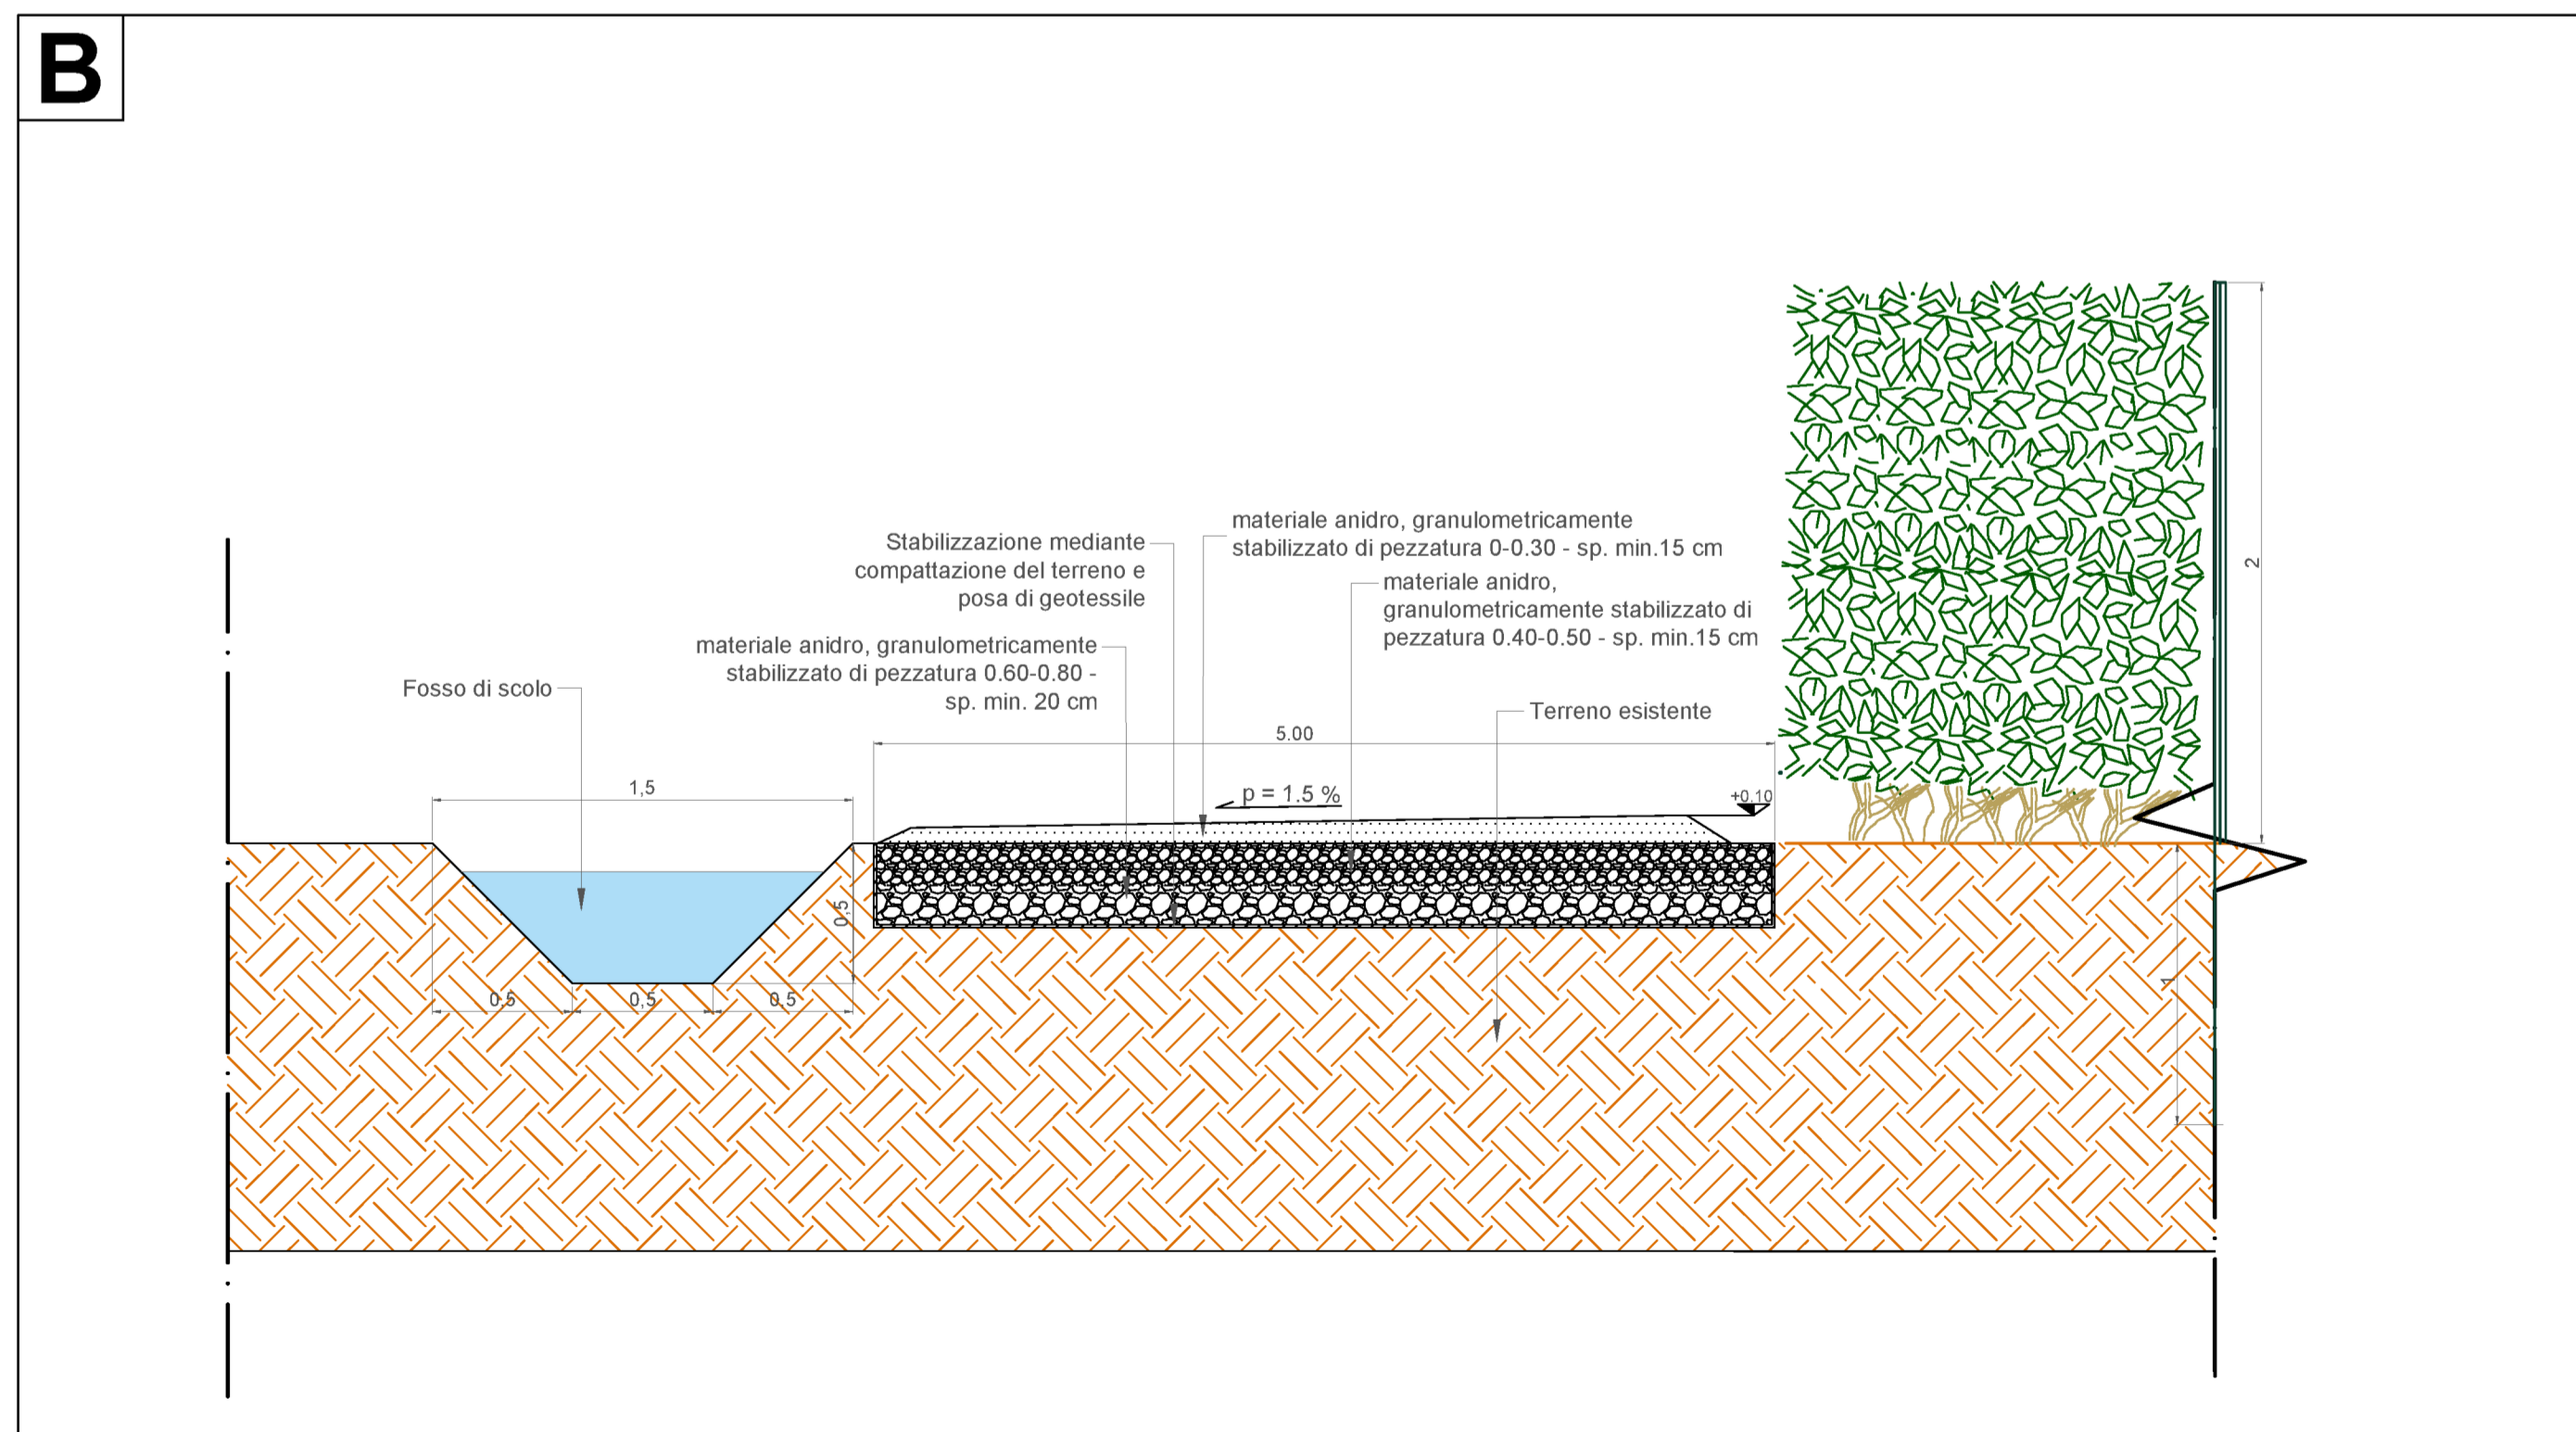 B
Stabilizzazione mediante
compattazione del terreno e
posa di geotessile
materiale anidro, granulometricamente
stabilizzato di pezzatura 0-0.30 - sp. min.15 cm
materiale anidro,
granulometricamente stabilizzato di
pezzatura 0.40-0.50 - sp. min.15 cm
materiale anidro, granulometricamente
stabilizzato di pezzatura 0.60-0.80 -
sp. min. 20 cm
Fosso di scolo
Terreno esistente
5.00
1,5
p = 1.5 %
+0.10
2
0,5
0,5
0,5
0,5
1